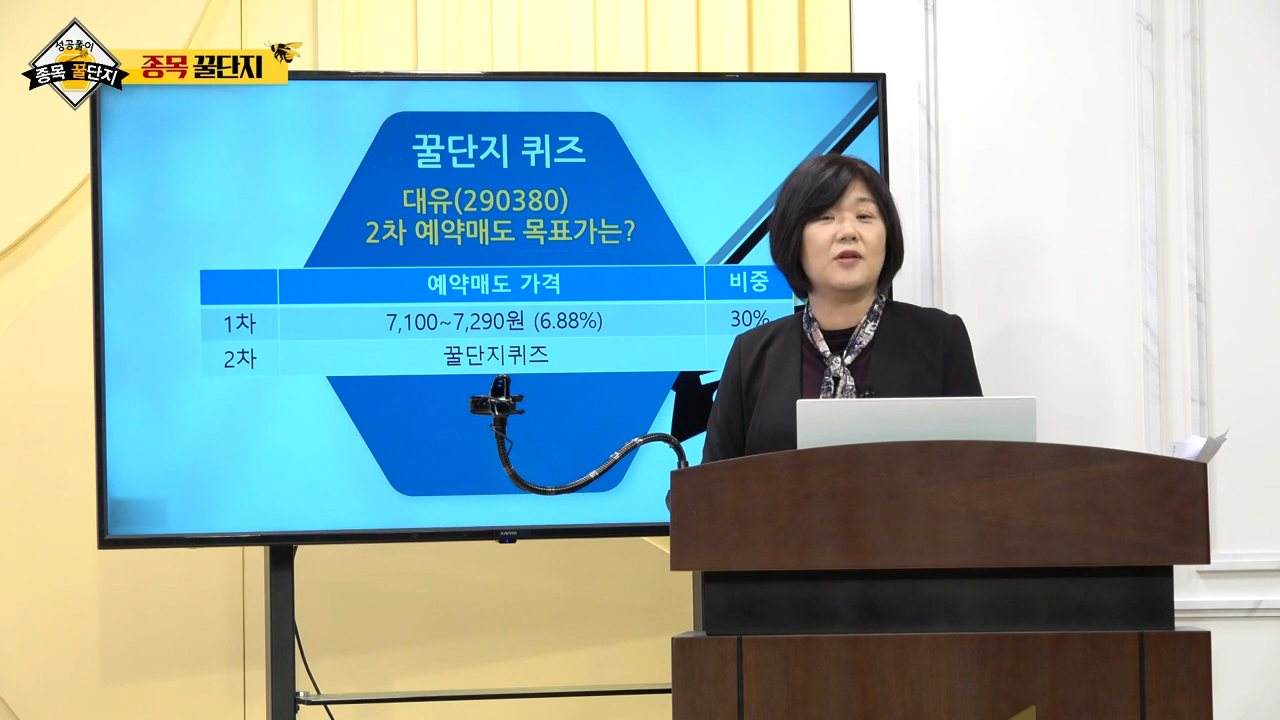 성공풀이
종목 꿀단지
종목 꿀단지
꿀단지 퀴즈
대유(290380)
2차 예약매도 목표가는?
예약매도 가격 비중
1차 7,100~7,290원 (6.88%) 30%
2차 꿀단지퀴즈